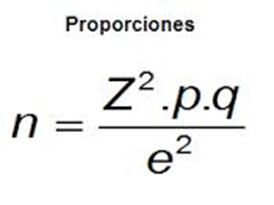 Proporciones
n = Z².p.q / e²